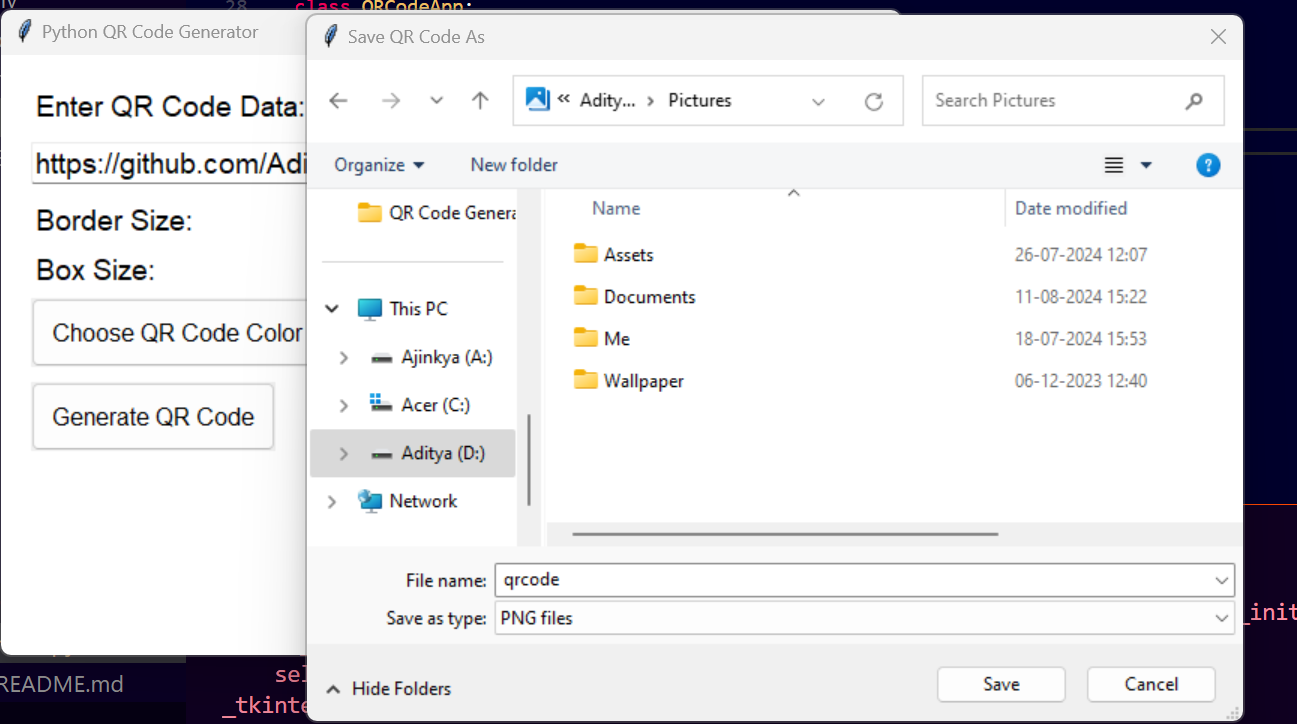 28 class QRCodeApp:
Python QR Code Generator
Enter QR Code Data:
https://github.com/Adi
Border Size:
Box Size:
Choose QR Code Color
Generate QR Code
README.md
Save QR Code As
« Adity... › Pictures
Search Pictures
Organize
New folder
?
QR Code Genera
This PC
Ajinkya (A:)
Acer (C:)
Aditya (D:)
Network
Name Date modified
Assets 26-07-2024 12:07
Documents 11-08-2024 15:22
Me 18-07-2024 15:53
Wallpaper 06-12-2023 12:40
File name: qrcode
Save as type: PNG files
Hide Folders
Save
Cancel
_init
sel
_tkinte